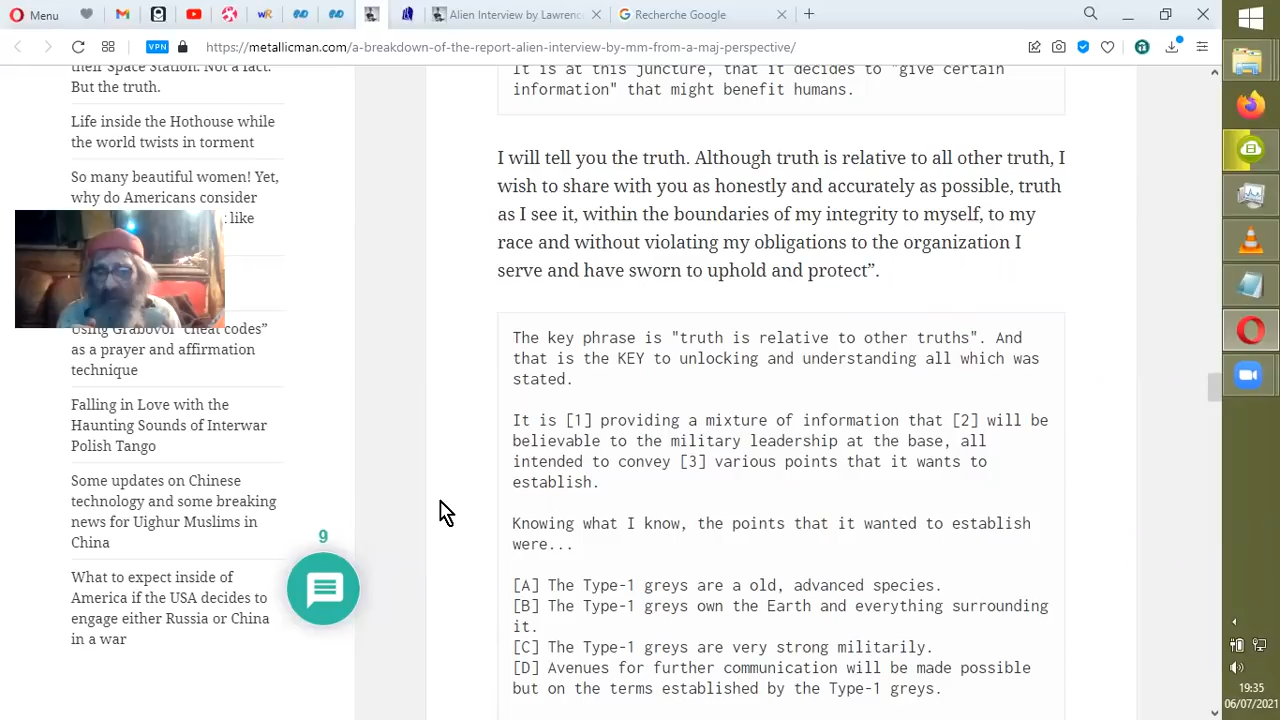 Menu
Alien Interview by Lawrenc
Recherche Google
VPN
https://metallicman.com/a-breakdown-of-the-report-alien-interview-by-mm-from-a-maj-perspective/
their Space Station. Not a fact.
But the truth.
Life inside the Hothouse while
the world twists in torment
So many beautiful women! Yet,
why do Americans consider
like
Using Grabovoi "cheat codes"
as a prayer and affirmation
technique
Falling in Love with the
Haunting Sounds of Interwar
Polish Tango
Some updates on Chinese
technology and some breaking
news for Uighur Muslims in
China
What to expect inside of
America if the USA decides to
engage either Russia or China
in a war
9
It is at this juncture, that it decides to "give certain
information" that might benefit humans.
I will tell you the truth. Although truth is relative to all other truth, I
wish to share with you as honestly and accurately as possible, truth
as I see it, within the boundaries of my integrity to myself, to my
race and without violating my obligations to the organization I
serve and have sworn to uphold and protect”.
The key phrase is "truth is relative to other truths". And
that is the KEY to unlocking and understanding all which was
stated.
It is [1] providing a mixture of information that [2] will be
believable to the military leadership at the base, all
intended to convey [3] various points that it wants to
establish.
Knowing what I know, the points that it wanted to establish
were...
[A] The Type-1 greys are a old, advanced species.
[B] The Type-1 greys own the Earth and everything surrounding
it.
[C] The Type-1 greys are very strong militarily.
[D] Avenues for further communication will be made possible
but on the terms established by the Type-1 greys.
19:35
06/07/2021